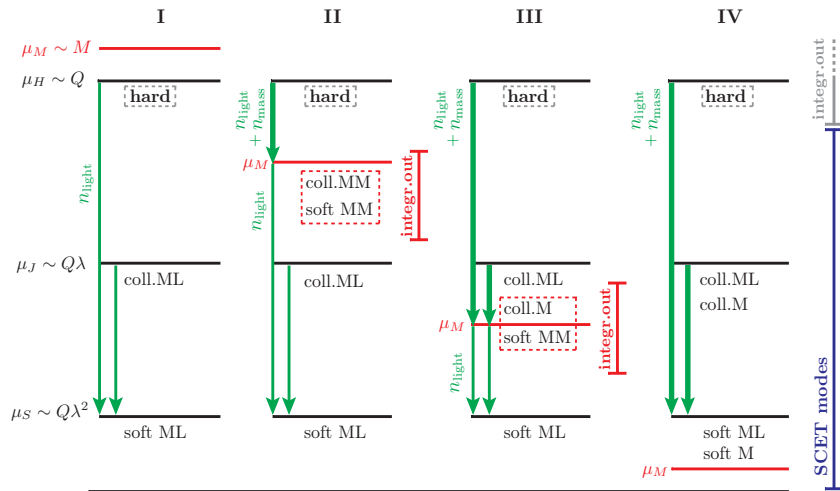 I II III IV
μ_M ~ M
μ_H ~ Q
hard hard hard hard
integr.out
n_light
n_light + n_mass
n_light + n_mass
n_light + n_mass
μ_M
coll.MM
soft MM
integr.out
n_light
μ_J ~ Qλ
coll.ML coll.ML coll.ML coll.ML
coll.M coll.M
μ_M
soft MM
integr.out
n_light
μ_S ~ Qλ²
soft ML soft ML soft ML soft ML
soft M
μ_M
SCET modes